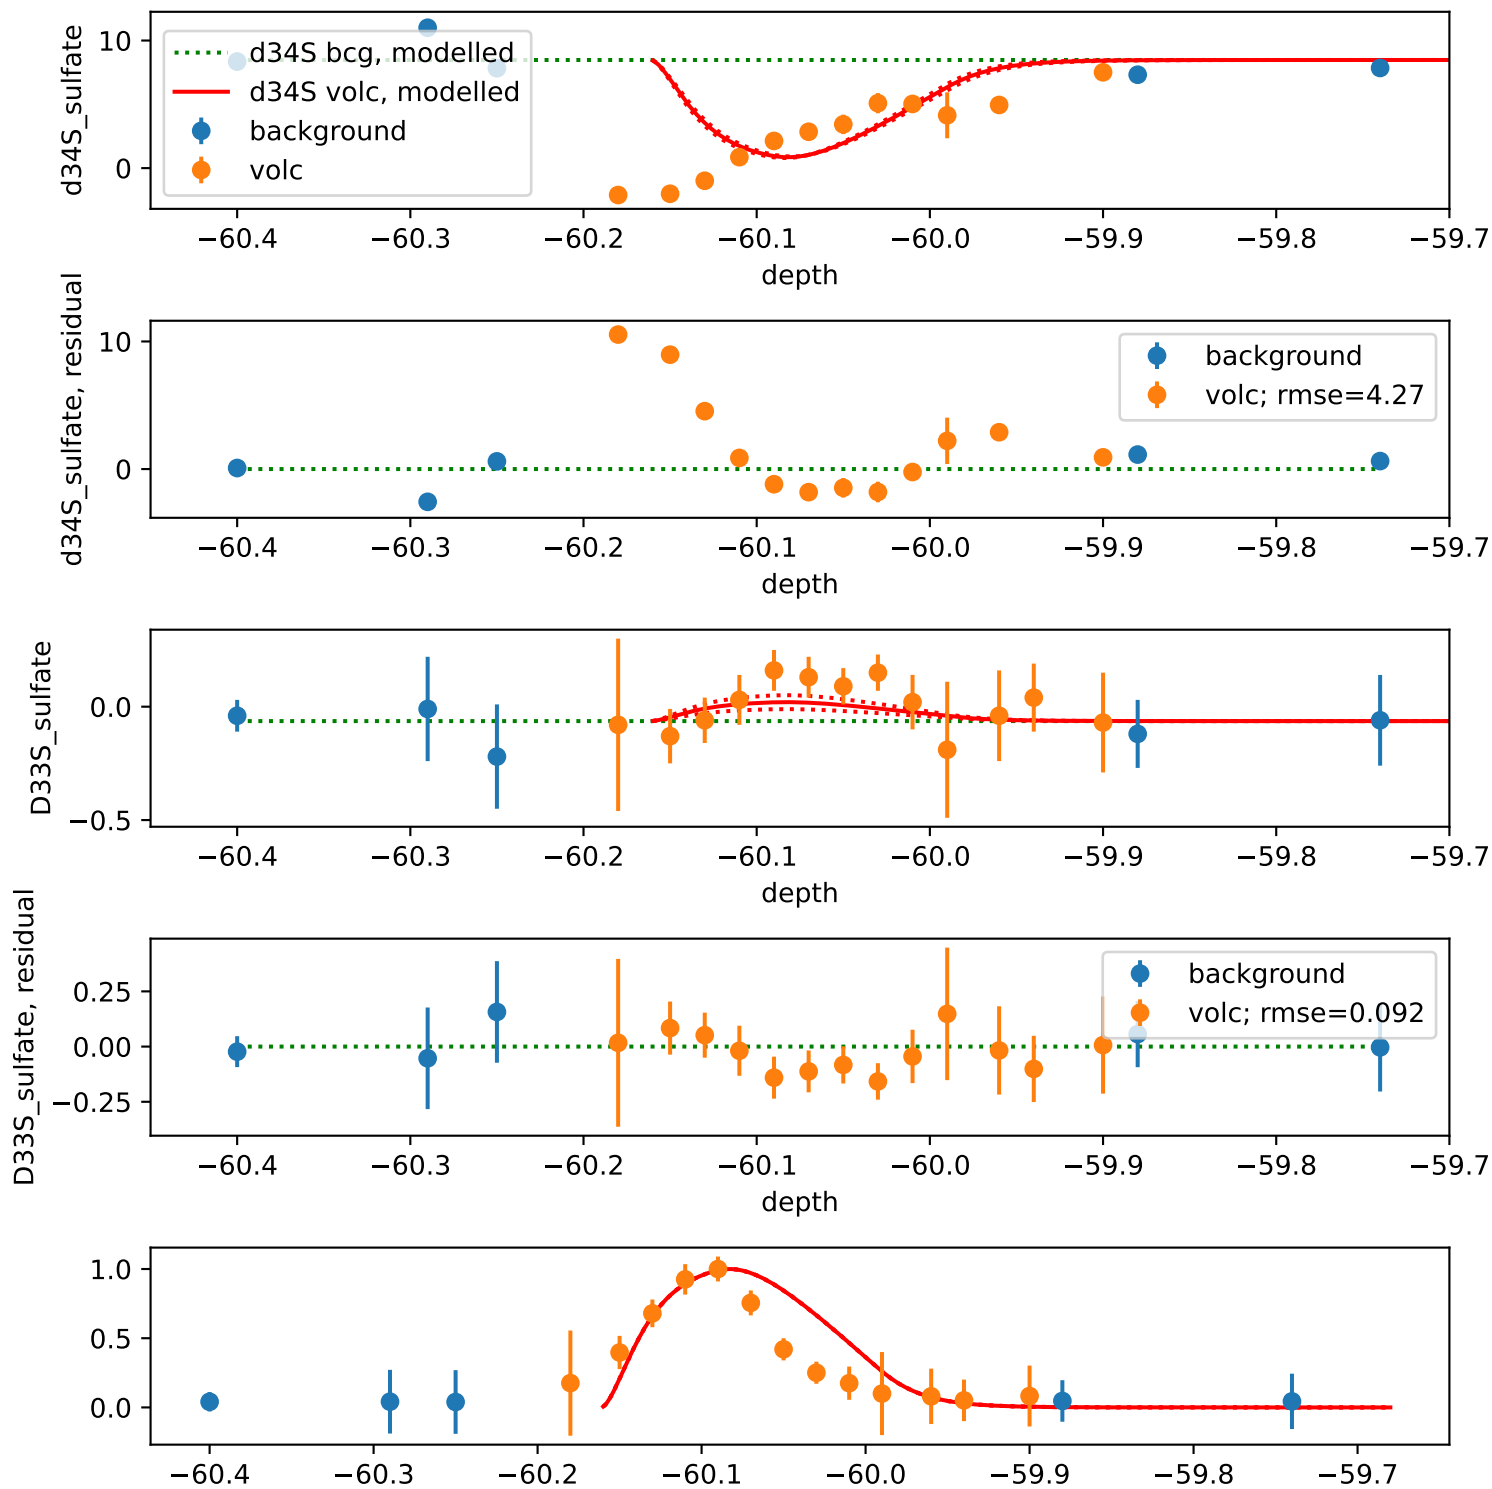 d34S_sulfate
10
0
d34S bcg, modelled
d34S volc, modelled
background
volc
−60.4 −60.3 −60.2 −60.1 −60.0 −59.9 −59.8 −59.7
depth
d34S_sulfate, residual
10
0
background
volc; rmse=4.27
−60.4 −60.3 −60.2 −60.1 −60.0 −59.9 −59.8 −59.7
depth
D33S_sulfate
0.0
−0.5
−60.4 −60.3 −60.2 −60.1 −60.0 −59.9 −59.8 −59.7
depth
D33S_sulfate, residual
0.25
0.00
−0.25
background
volc; rmse=0.092
−60.4 −60.3 −60.2 −60.1 −60.0 −59.9 −59.8 −59.7
depth
1.0
0.5
0.0
−60.4 −60.3 −60.2 −60.1 −60.0 −59.9 −59.8 −59.7